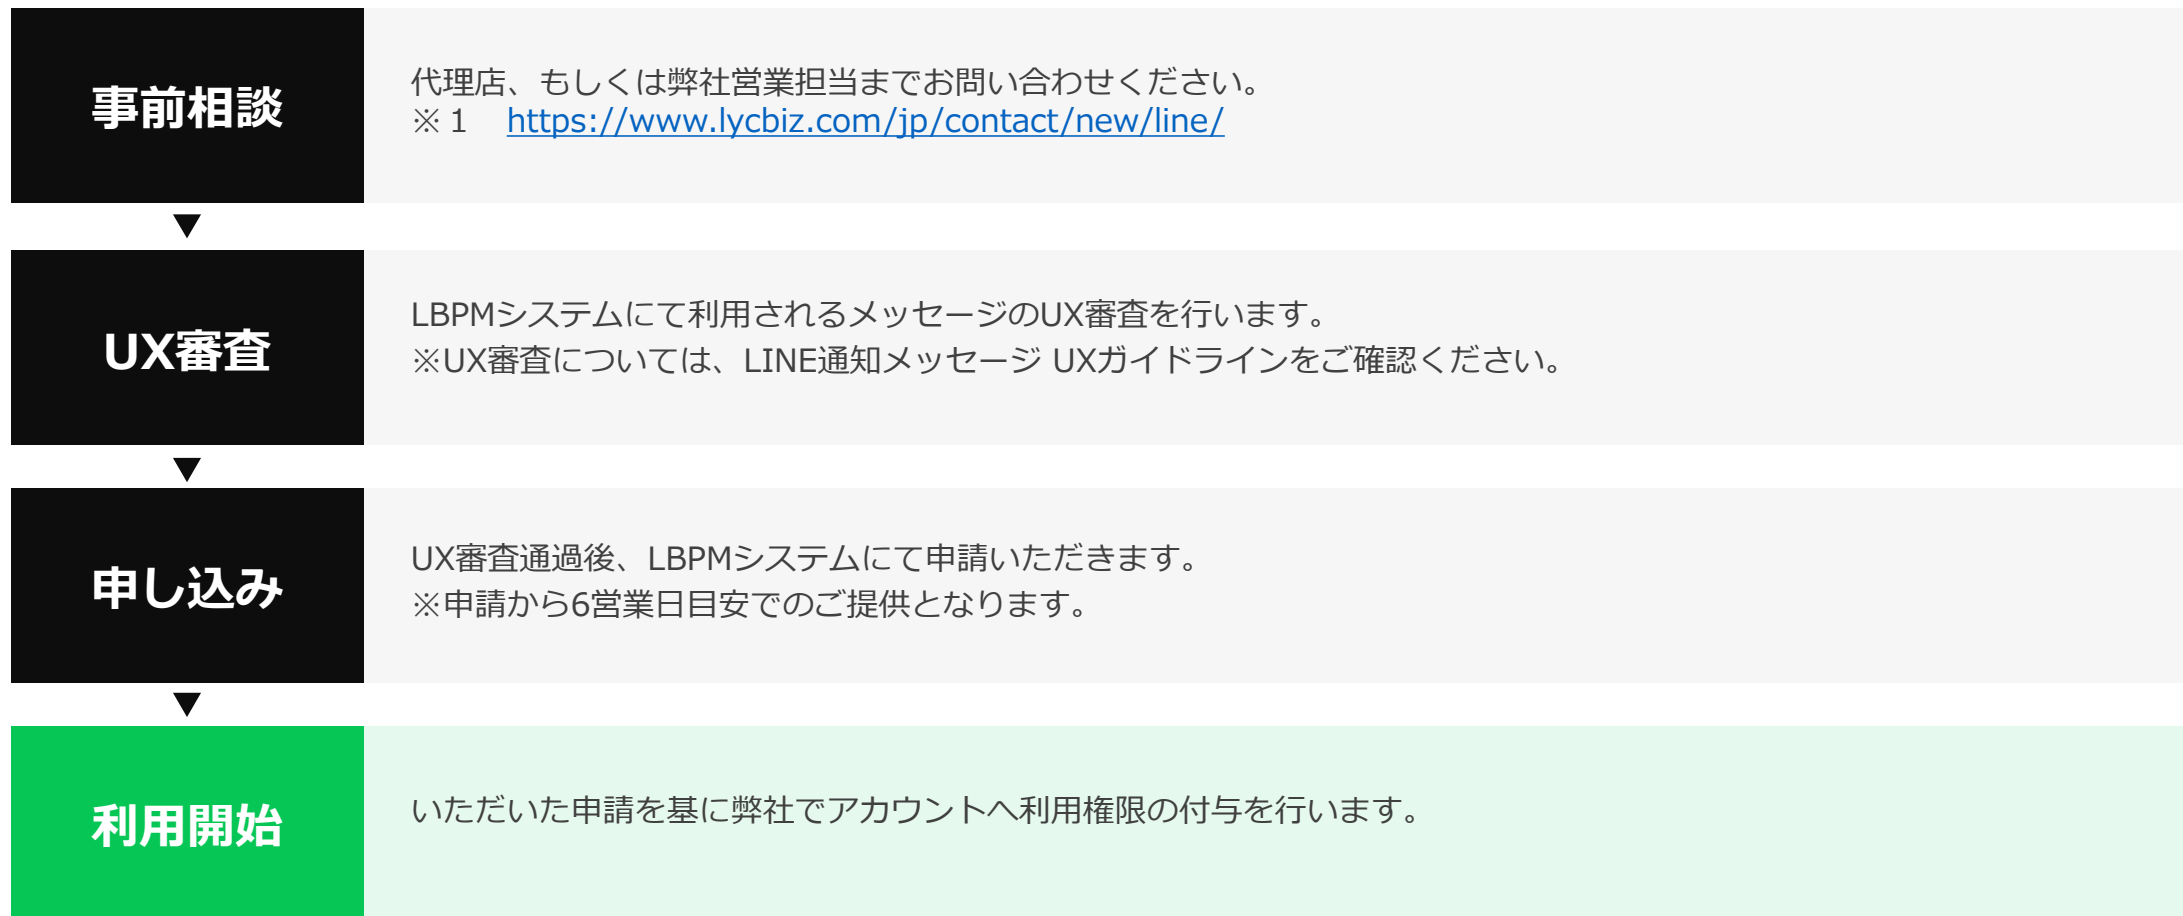 事前相談
代理店、もしくは弊社営業担当までお問い合わせください。
※１　https://www.lycbiz.com/jp/contact/new/line/
▼
UX審査
LBPMシステムにて利用されるメッセージのUX審査を行います。
※UX審査については、LINE通知メッセージ UXガイドラインをご確認ください。
▼
申し込み
UX審査通過後、LBPMシステムにて申請いただきます。
※申請から6営業日目安でのご提供となります。
▼
利用開始
いただいた申請を基に弊社でアカウントへ利用権限の付与を行います。